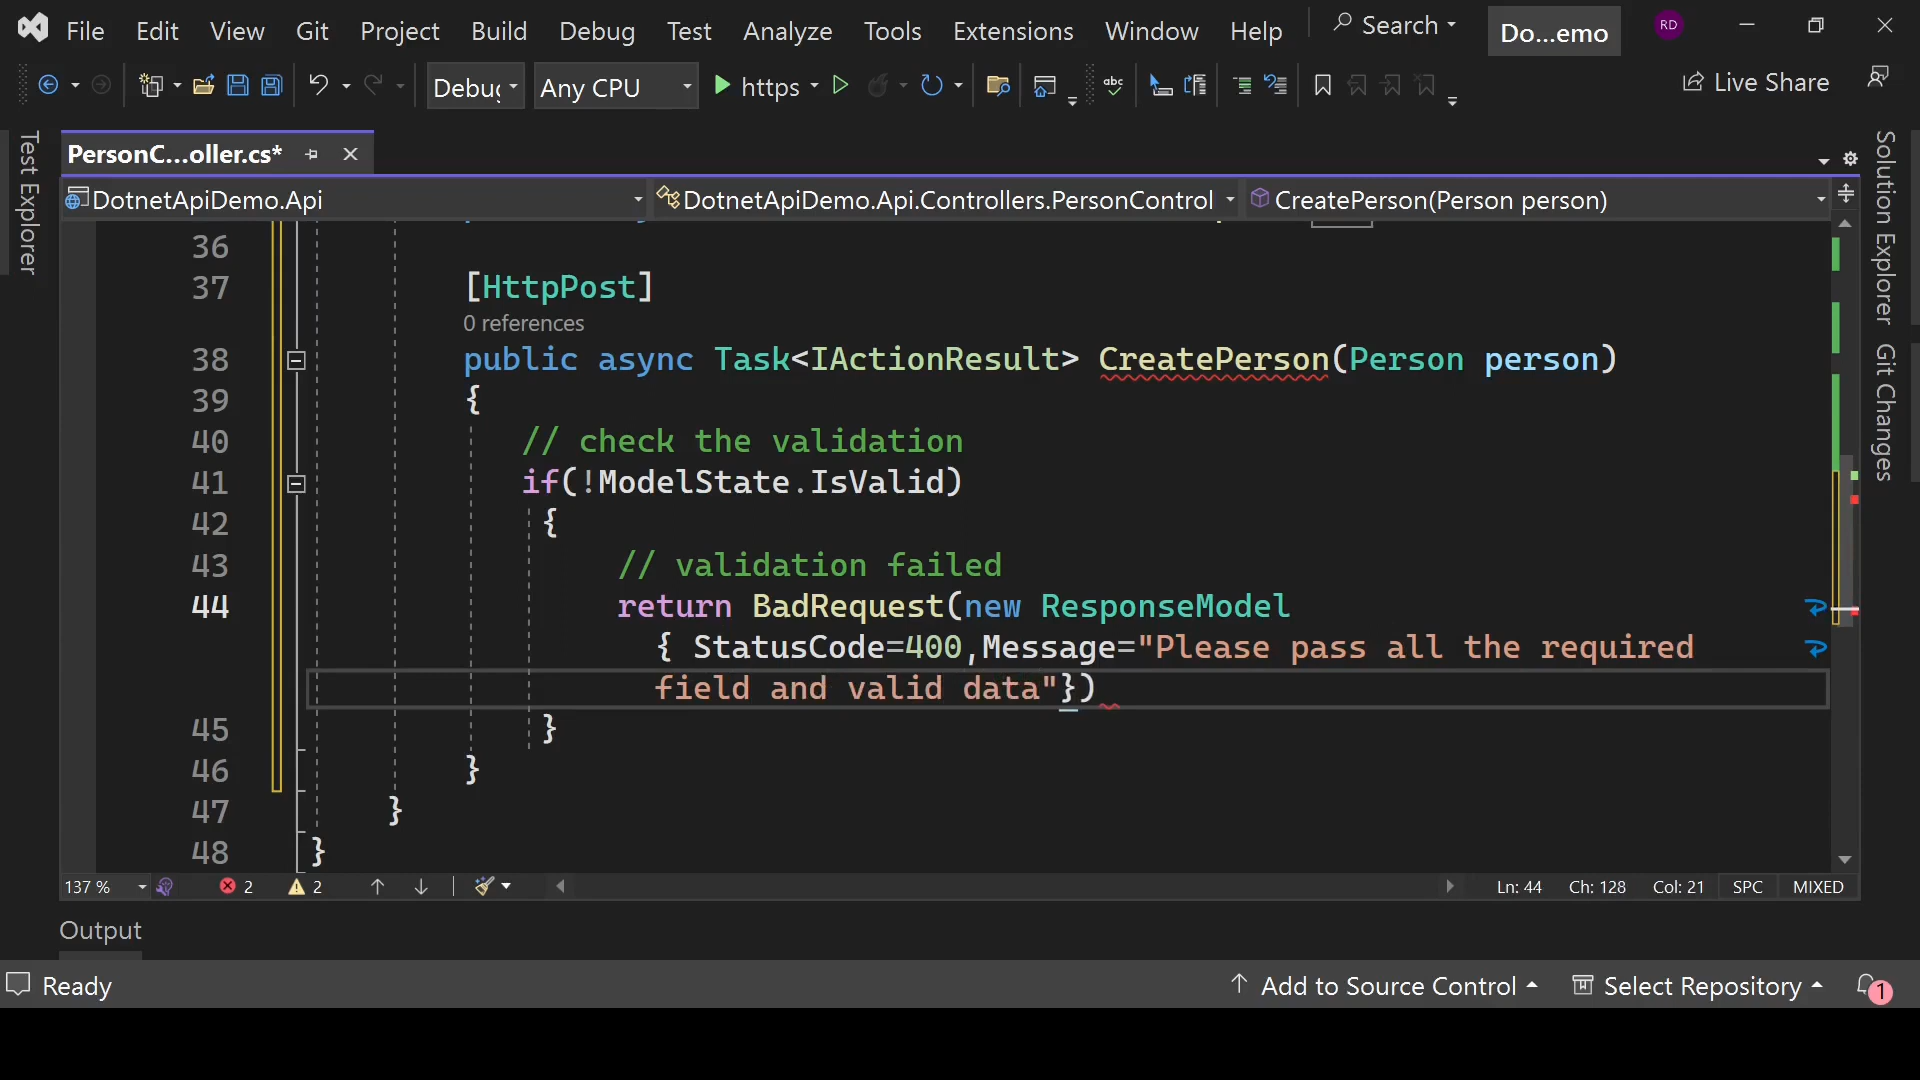 File Edit View Git Project Build Debug Test Analyze Tools Extensions Window Help Search Do...emo RD
Debug Any CPU https abc Live Share
Test Explorer
PersonC...oller.cs*
DotnetApiDemo.Api DotnetApiDemo.Api.Controllers.PersonControl CreatePerson(Person person)
36
37 [HttpPost]
0 references
38 public async Task<IActionResult> CreatePerson(Person person)
39 {
40 // check the validation
41 if(!ModelState.IsValid)
42 {
43 // validation failed
44 return BadRequest(new ResponseModel
{ StatusCode=400,Message="Please pass all the required
field and valid data"})
45 }
46 }
47 }
48 }
Solution Explorer
Git Changes
137 % 2 2 Ln: 44 Ch: 128 Col: 21 SPC MIXED
Output
Ready Add to Source Control Select Repository 1